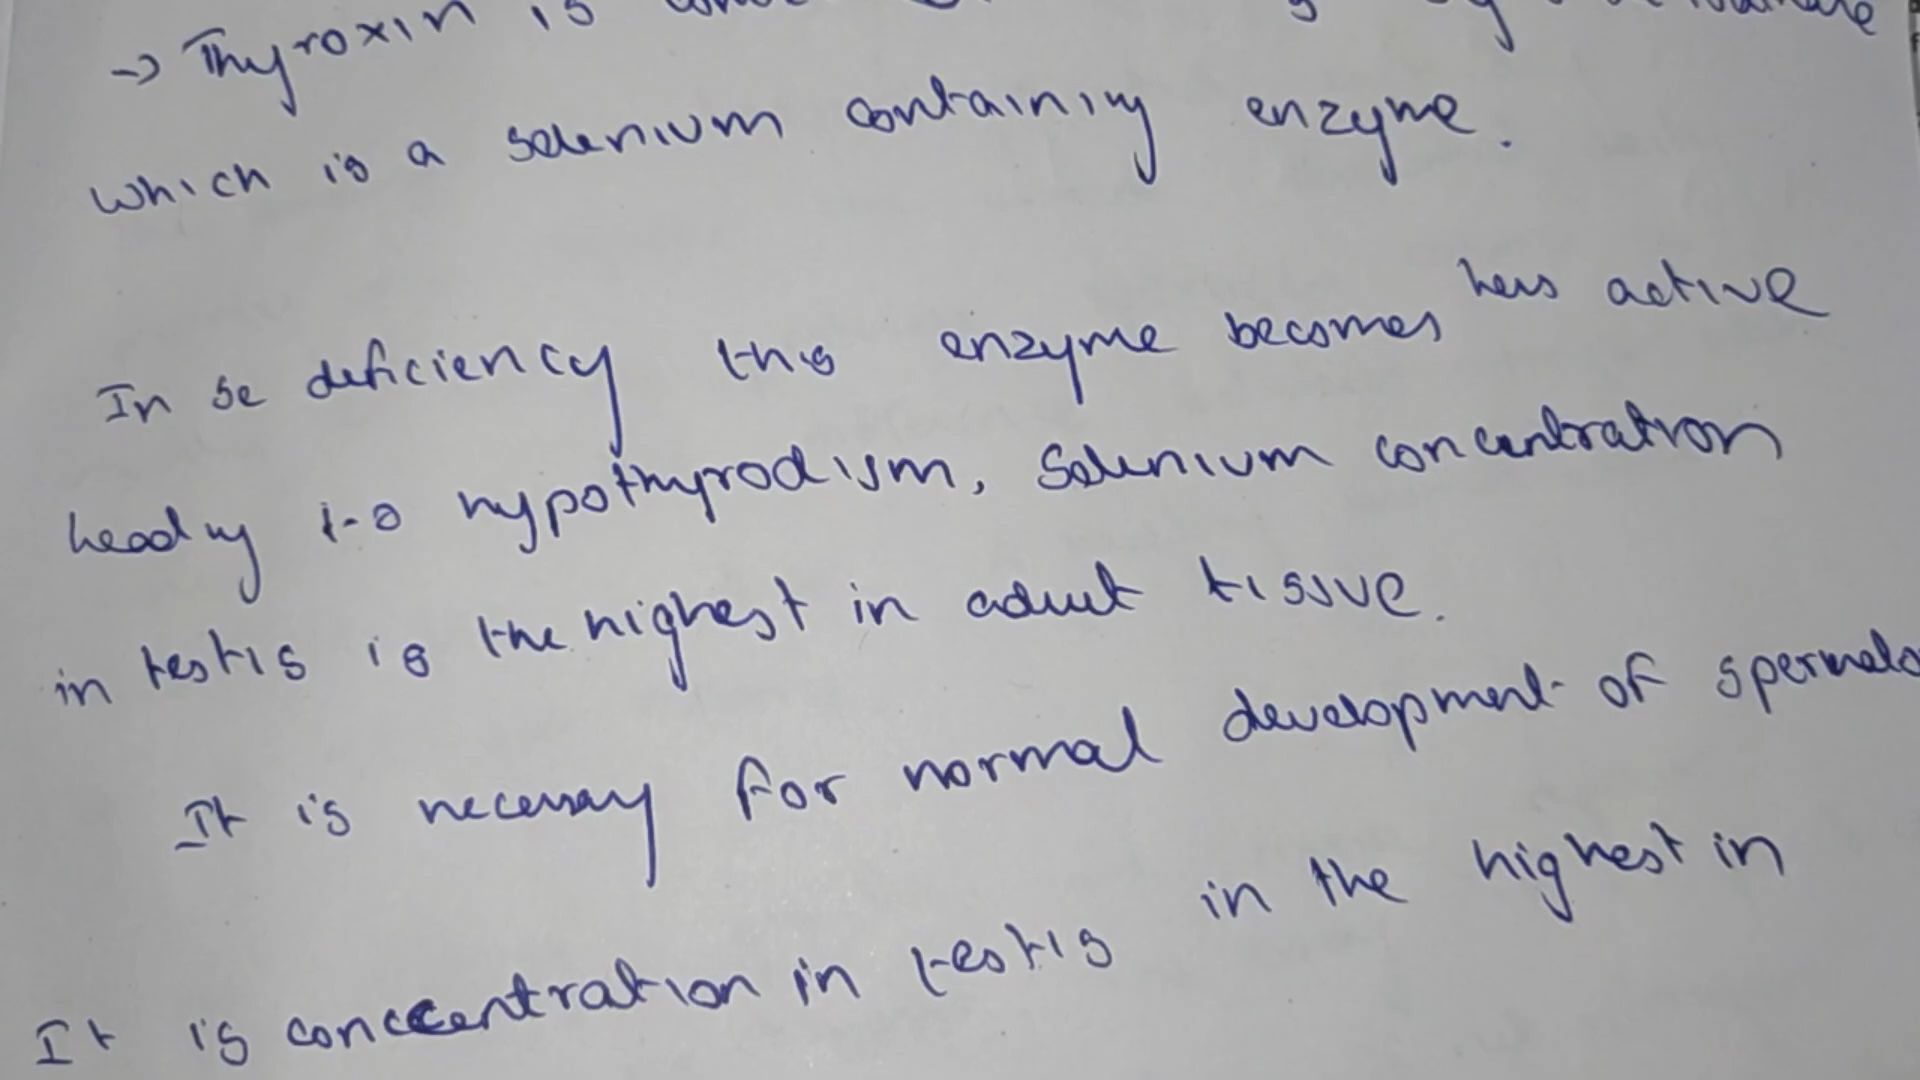 → Thyroxin is
which is a selenium containing enzyme.
In se deficiency this enzyme becomes less active
leading to hypothyrodism, Selenium concentration
in testis is the highest in adult tissue.
It is necessary for normal development of spermato
It is conccentration in testis in the highest in